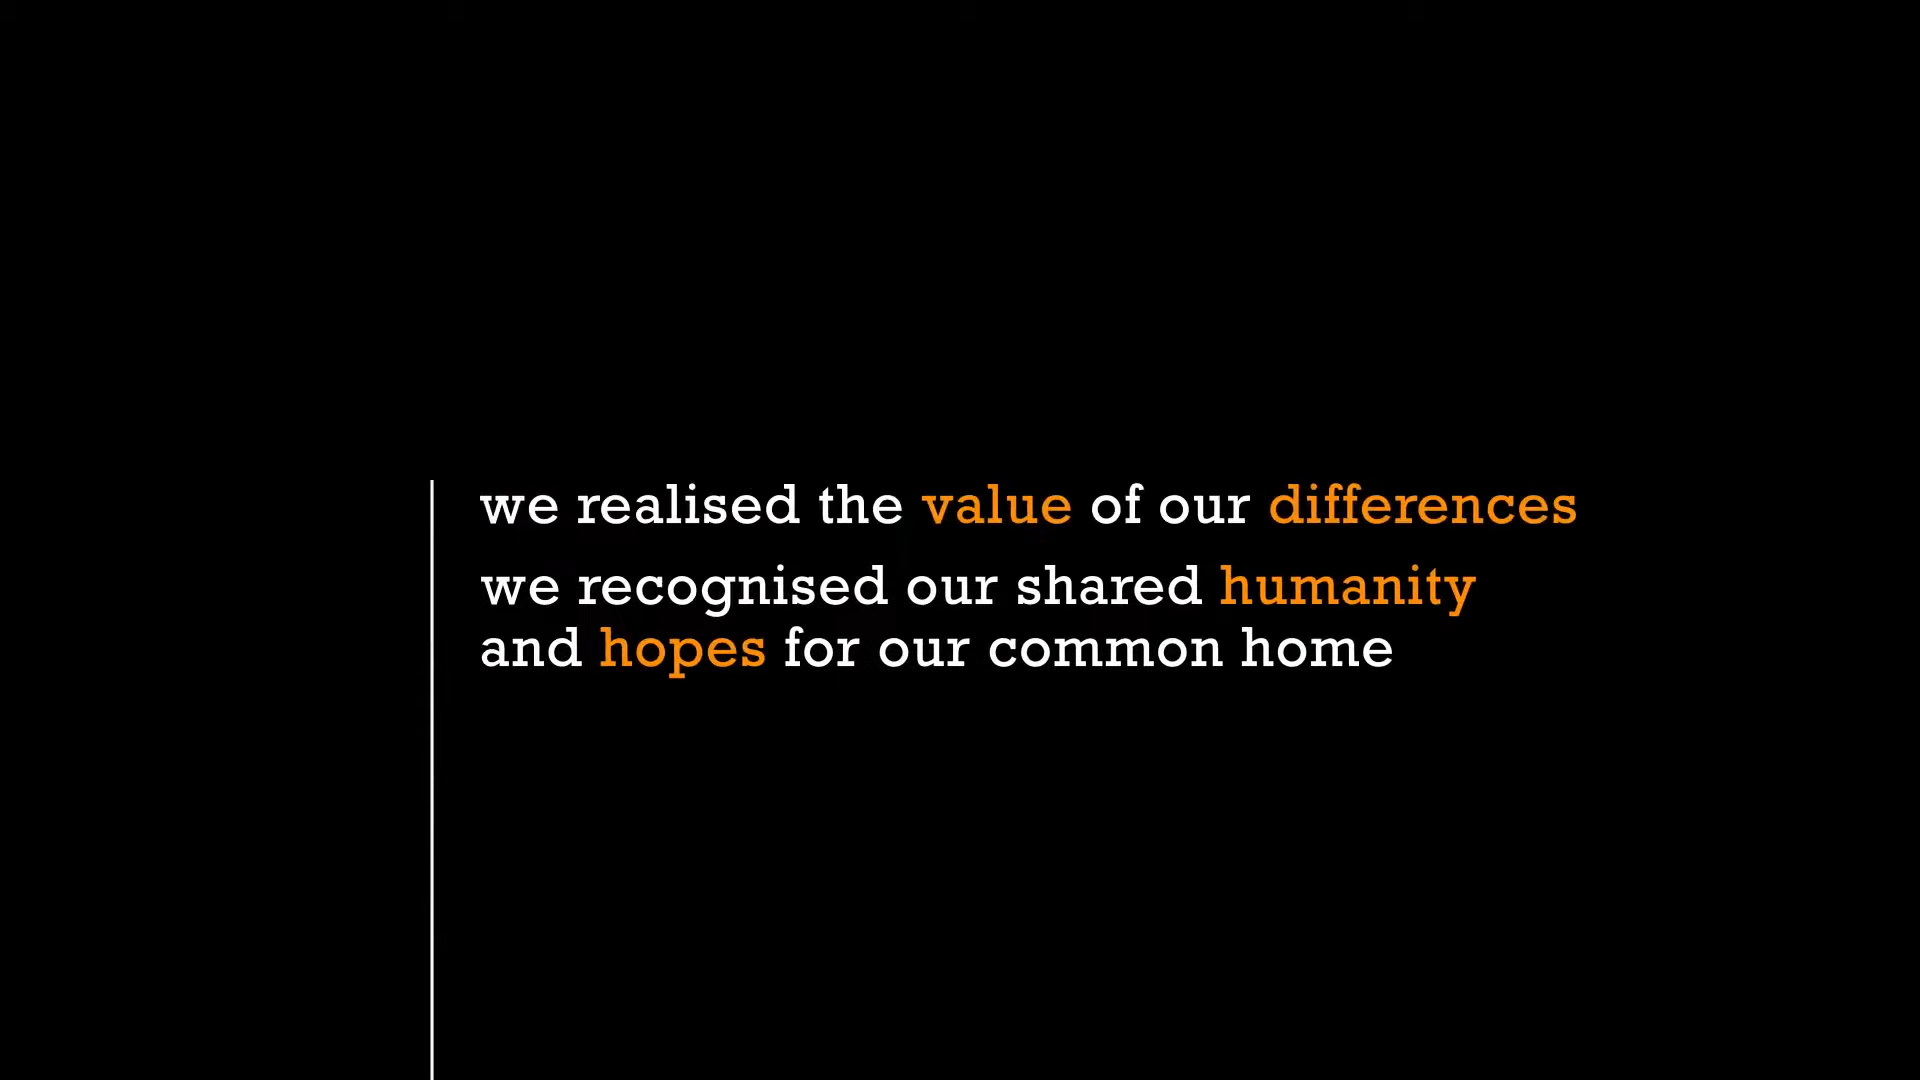 we realised the value of our differences
we recognised our shared humanity
and hopes for our common home